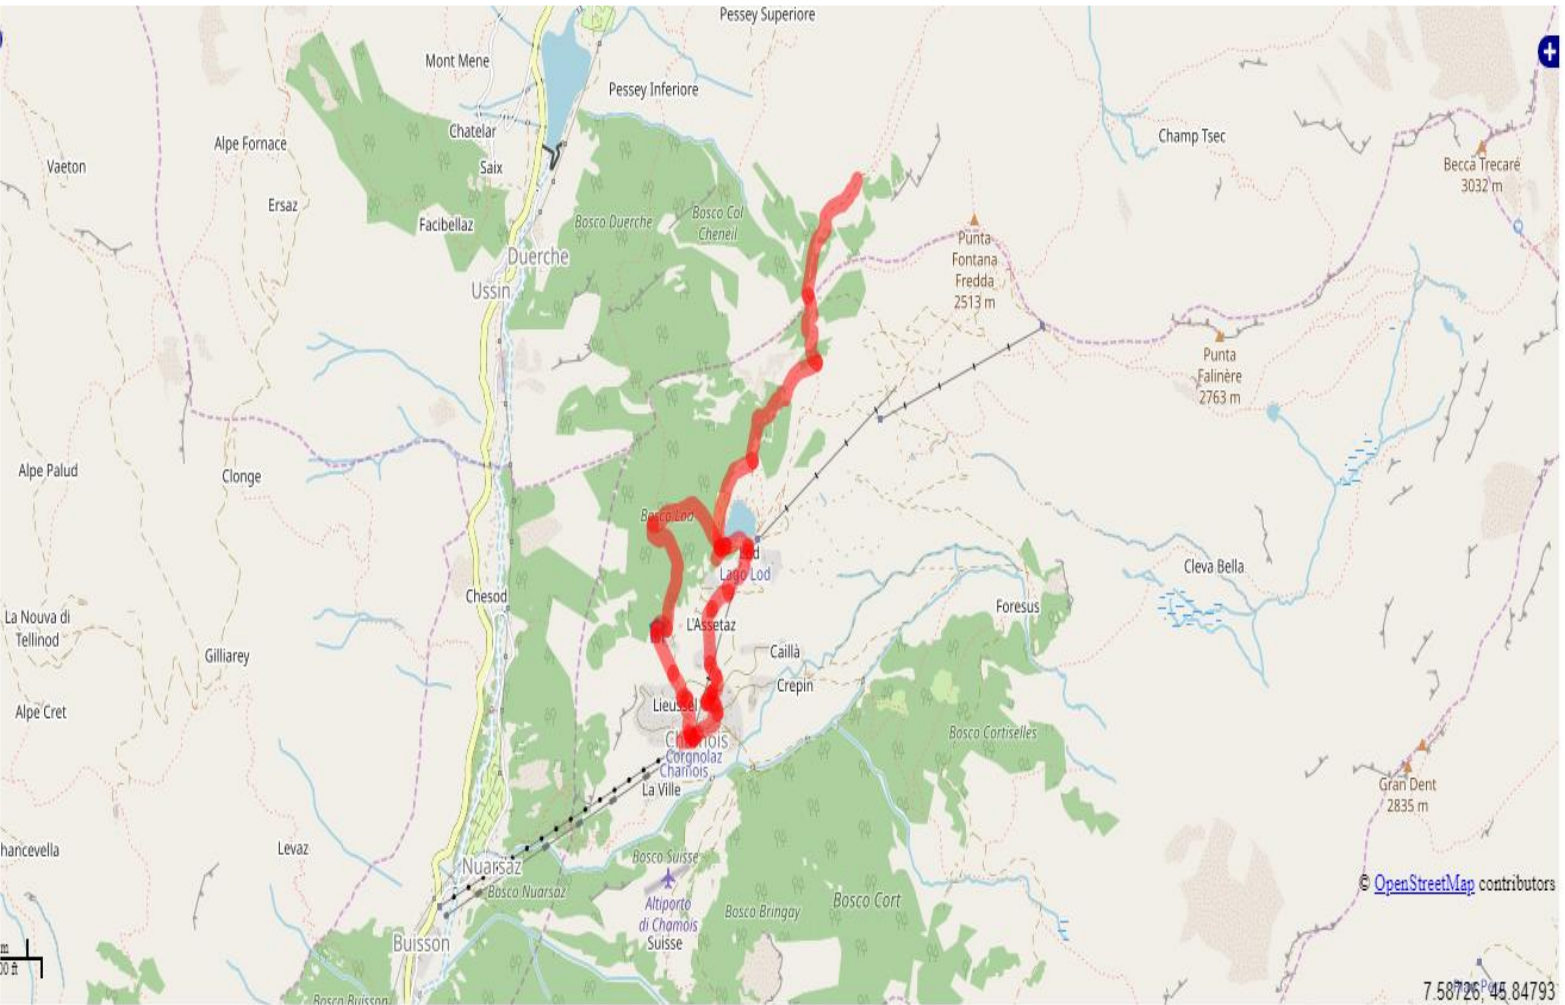 Pessey Superiore
+
Mont Mene
Pessey Inferiore
Chatelar
Champ Tsec
Alpe Fornace
Vaeton
Saix
Becca Trecaré
3032 m
Ersaz
Facibellaz
Bosco Duerche
Bosco Col
Cheneil
Punta
Fontana
Fredda
2513 m
Duerche
Ussin
Punta
Falinère
2763 m
Alpe Palud
Clonge
Bosco Lod
Lod
Lago Lod
Cleva Bella
Chesod
Foresus
La Nouva di
Tellinod
L'Assetaz
Gilliarey
Caillà
Crepin
Alpe Cret
Lieussel
Chamois
Corgnolaz
Chamois
Bosco Cortiselles
La Ville
Gran Dent
2835 m
hancevella
Levaz
Nuarsaz
Bosco Suisse
Bosco Nuarsaz
© OpenStreetMap contributors
Altiporto
di Chamois
Bosco Bringay
Bosco Cort
Suisse
Buisson
m
00 ft
Bosco Buisson
7.58726, 45.84793